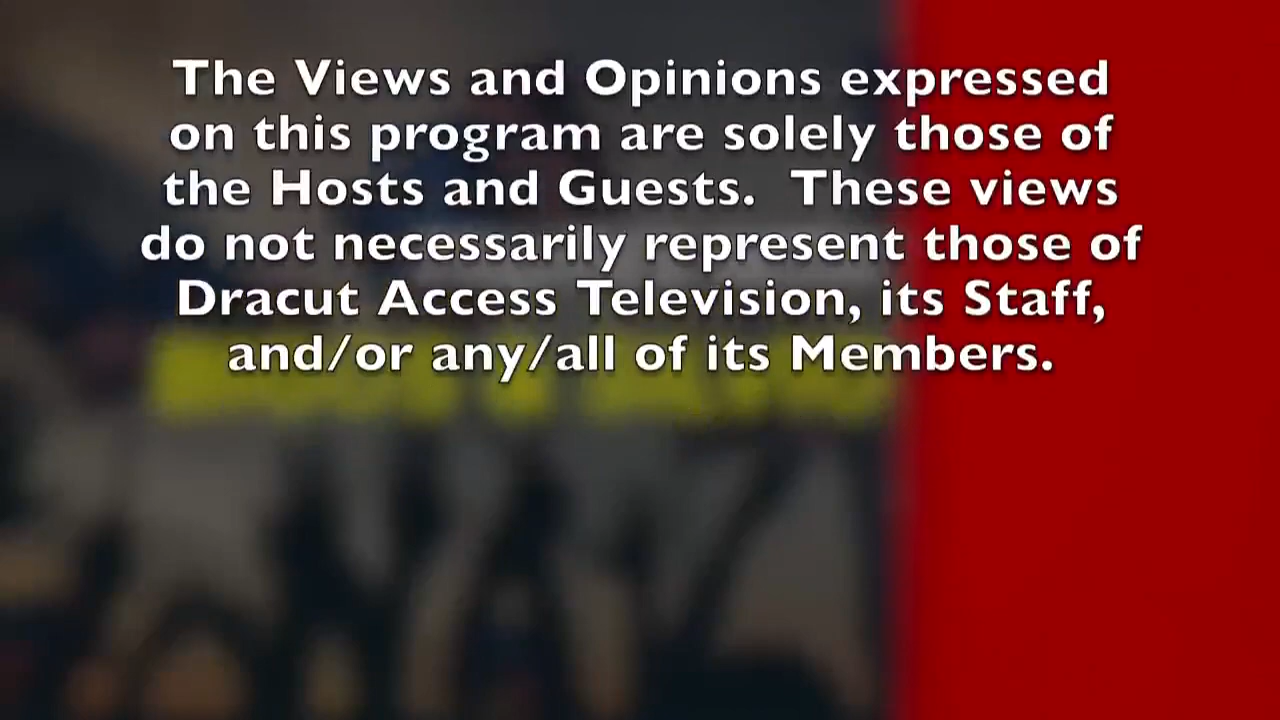 The Views and Opinions expressed
on this program are solely those of
the Hosts and Guests.  These views
do not necessarily represent those of
Dracut Access Television, its Staff,
and/or any/all of its Members.